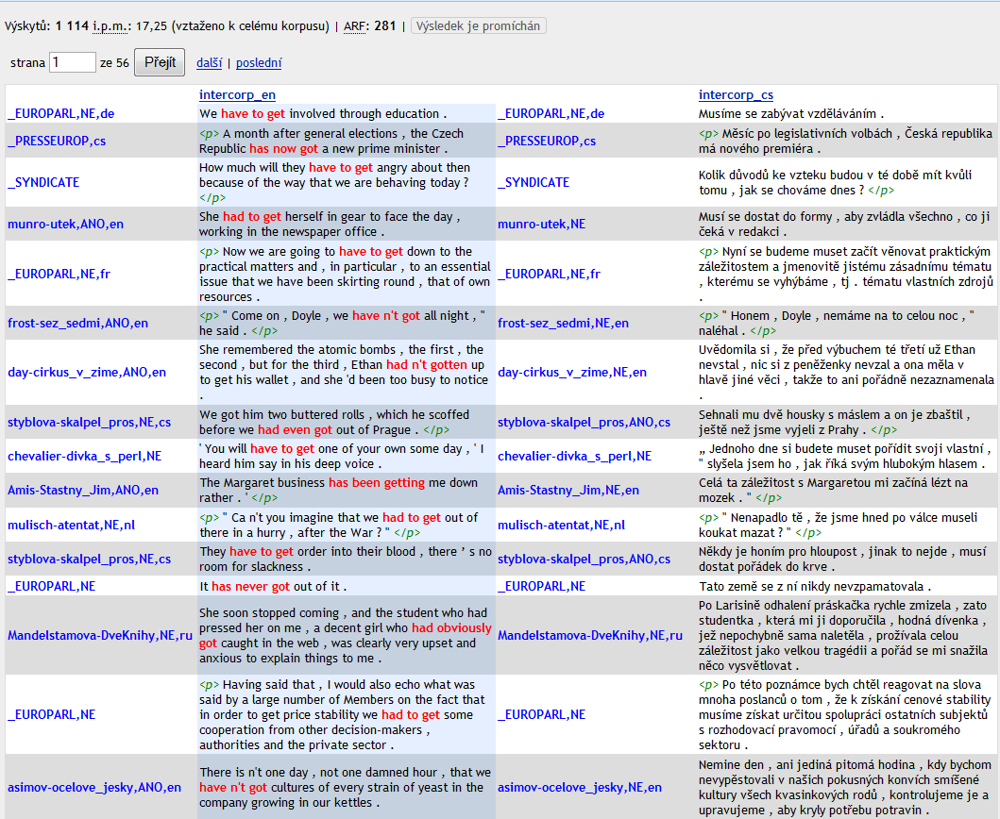 Výskytů: 1 114 i.p.m.: 17,25 (vztaženo k celému korpusu) | ARF: 281 | Výsledek je promíchán
strana 1 ze 56 Přejít další | poslední
intercorp_en intercorp_cs
_EUROPARL,NE,de We have to get involved through education . _EUROPARL,NE,de Musíme se zabývat vzděláváním .
_PRESSEUROP,cs <p> A month after general elections , the Czech
Republic has now got a new prime minister . _PRESSEUROP,cs <p> Měsíc po legislativních volbách , Česká republika
má nového premiéra .
_SYNDICATE How much will they have to get angry about then
because of the way that we are behaving today ?
</p> _SYNDICATE Kolik důvodů ke vzteku budou v té době mít kvůli
tomu , jak se chováme dnes ? </p>
munro-utek,ANO,en She had to get herself in gear to face the day ,
working in the newspaper office . munro-utek,NE Musí se dostat do formy , aby zvládla všechno , co ji
čeká v redakci .
_EUROPARL,NE,fr <p> Now we are going to have to get down to the
practical matters and , in particular , to an essential
issue that we have been skirting round , that of own
resources . _EUROPARL,NE,fr <p> Nyní se budeme muset začít věnovat praktickým
záležitostem a jmenovitě jistému zásadnímu tématu
, kterému se vyhýbáme , tj . tématu vlastních zdrojů
.
frost-sez_sedmi,ANO,en <p> " Come on , Doyle , we have n't got all night , "
he said . </p> frost-sez_sedmi,NE,en <p> " Honem , Doyle , nemáme na to celou noc , "
naléhal . </p>
day-cirkus_v_zime,ANO,en She remembered the atomic bombs , the first , the
second , but for the third , Ethan had n't gotten up
to get his wallet , and she 'd been too busy to notice
. day-cirkus_v_zime,NE,en Uvědomila si , že před výbuchem té třetí už Ethan
nevstal , nic si z peněženky nevzal a ona měla v
hlavě jiné věci , takže to ani pořádně nezaznamenala
.
styblova-skalpel_pros,NE,cs We got him two buttered rolls , which he scoffed
before we had even got out of Prague . </p> styblova-skalpel_pros,ANO,cs Sehnali mu dvě housky s máslem a on je zbaštil ,
ještě než jsme vyjeli z Prahy . </p>
chevalier-divka_s_perl,NE ' You will have to get one of your own some day , ' I
heard him say in his deep voice . chevalier-divka_s_perl,NE „ Jednoho dne si budete muset pořídit svoji vlastní ,
" slyšela jsem ho , jak říká svým hlubokým hlasem .
Amis-Stastny_Jim,ANO,en The Margaret business has been getting me down
rather . ' </p> Amis-Stastny_Jim,NE,en Celá ta záležitost s Margaretou mi začíná lézt na
mozek . " </p>
mulisch-atentat,NE,nl <p> " Ca n't you imagine that we had to get out of
there in a hurry , after the War ? " </p> mulisch-atentat,NE,nl <p> " Nenapadlo tě , že jsme hned po válce museli
koukat mazat ? " </p>
styblova-skalpel_pros,NE,cs They have to get order into their blood , there ’ s no
room for slackness . styblova-skalpel_pros,ANO,cs Někdy je honím pro hloupost , jinak to nejde , musí
dostat pořádek do krve .
_EUROPARL,NE It has never got out of it . _EUROPARL,NE Tato země se z ní nikdy nevzpamatovala .
Mandelstamova-DveKnihy,NE,ru She soon stopped coming , and the student who had
pressed her on me , a decent girl who had obviously
got caught in the web , was clearly very upset and
anxious to explain things to me . Mandelstamova-DveKnihy,NE,ru Po Larisině odhalení práskačka rychle zmizela , zato
studentka , která mi ji doporučila , hodná dívenka ,
jež nepochybně sama naletěla , prožívala celou
záležitost jako velkou tragédii a pořád se mi snažila
něco vysvětlovat .
_EUROPARL,NE <p> Having said that , I would also echo what was
said by a large number of Members on the fact that
in order to get price stability we had to get some
cooperation from other decision-makers ,
authorities and the private sector . _EUROPARL,NE <p> Po této poznámce bych chtěl reagovat na slova
mnoha poslanců o tom , že k získání cenové stability
musíme získat určitou spolupráci ostatních subjektů
s rozhodovací pravomocí , úřadů a soukromého
sektoru .
asimov-ocelove_jesky,ANO,en There is n't one day , not one damned hour , that we
have n't got cultures of every strain of yeast in the
company growing in our kettles . asimov-ocelove_jesky,NE,en Nemine den , ani jediná pitomá hodina , kdy bychom
nevypěstovali v našich pokusných konvích smíšené
kultury všech kvasinkových rodů , kontrolujeme je a
upravujeme , aby kryly potřebu potravin .